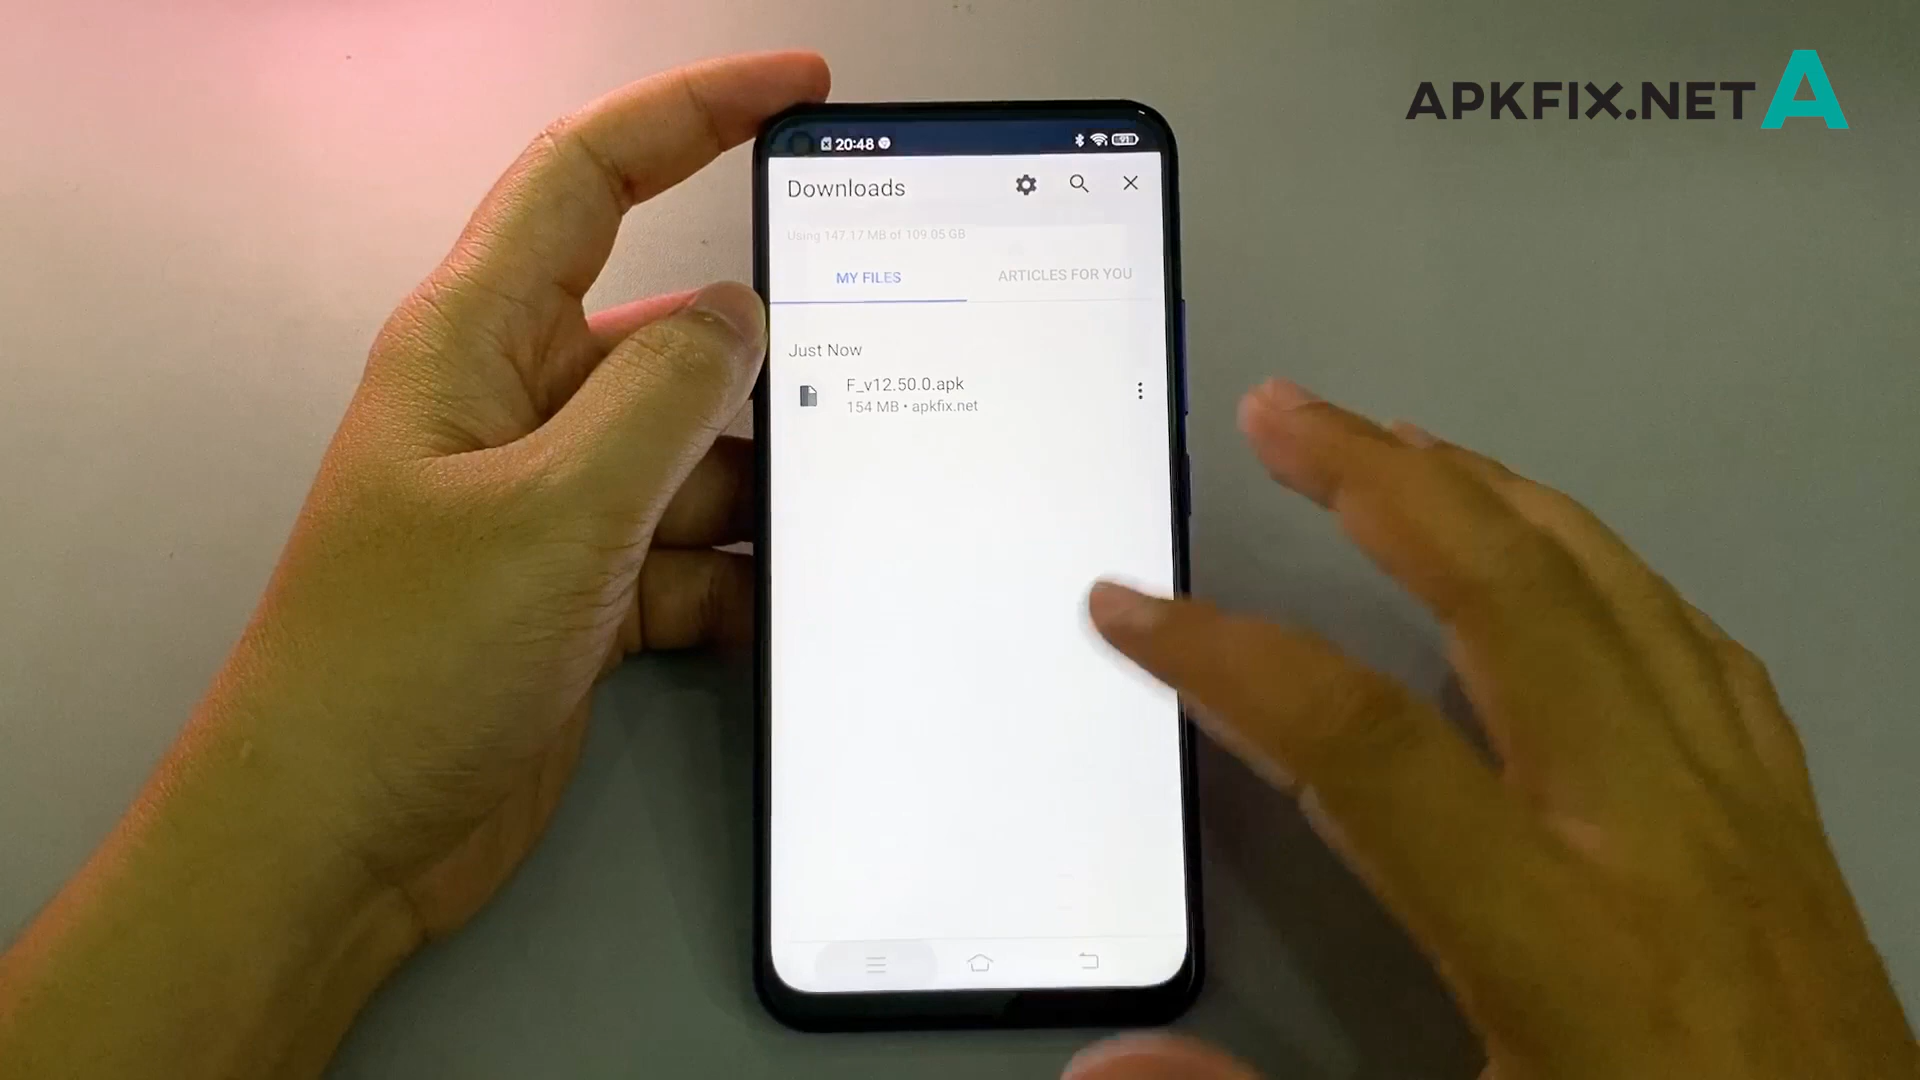 APKFIX.NET A
20:48
91
Downloads
Using 147.17 MB of 109.05 GB
MY FILES
ARTICLES FOR YOU
Just Now
F_v12.50.0.apk
154 MB • apkfix.net